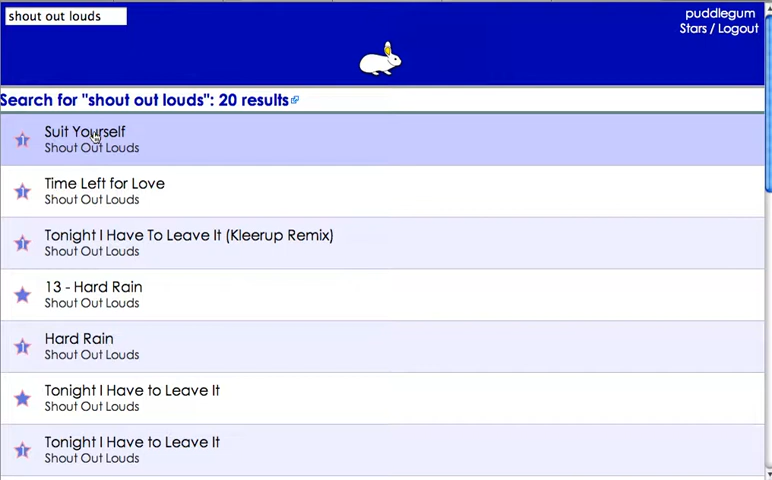 shout out louds
puddlegum
Stars / Logout
Search for "shout out louds": 20 results
Suit Yourself
Shout Out Louds
Time Left for Love
Shout Out Louds
Tonight I Have To Leave It (Kleerup Remix)
Shout Out Louds
13 - Hard Rain
Shout Out Louds
Hard Rain
Shout Out Louds
Tonight I Have to Leave It
Shout Out Louds
Tonight I Have to Leave It
Shout Out Louds